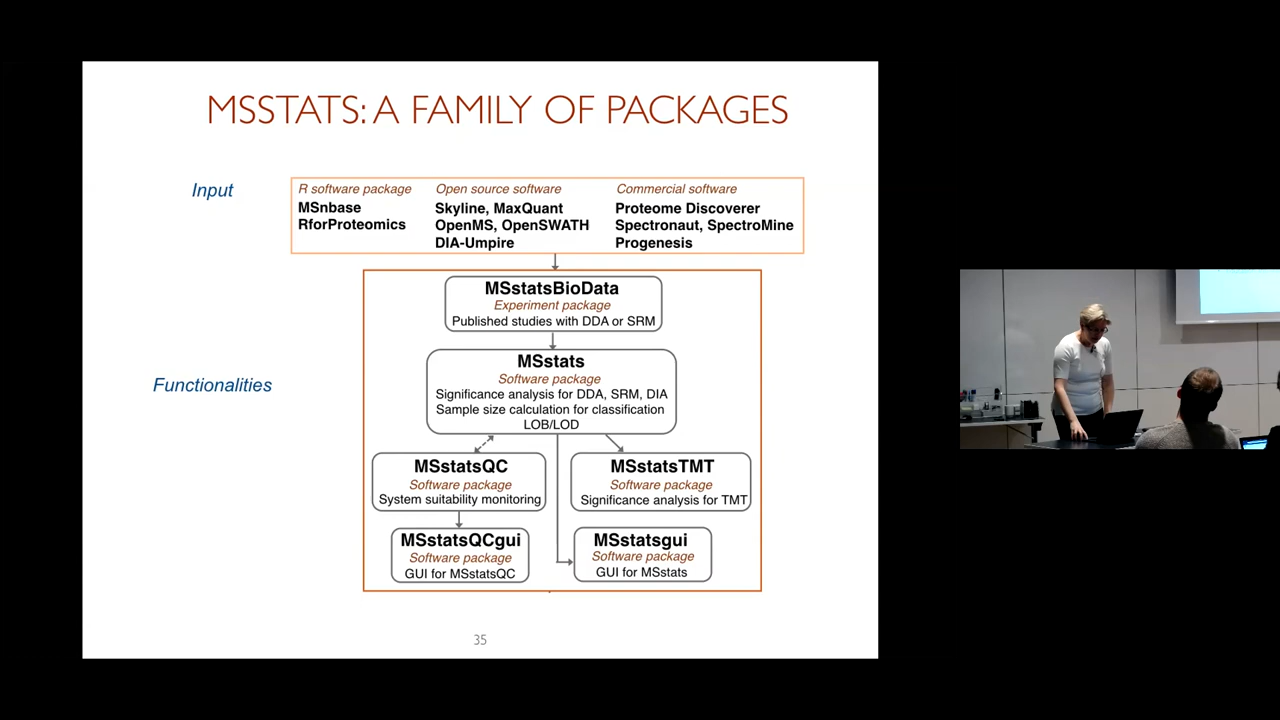 MSSTATS: A FAMILY OF PACKAGES
Input
R software package
MSnbase
RforProteomics
Open source software
Skyline, MaxQuant
OpenMS, OpenSWATH
DIA-Umpire
Commercial software
Proteome Discoverer
Spectronaut, SpectroMine
Progenesis
Functionalities
MSstatsBioData
Experiment package
Published studies with DDA or SRM
MSstats
Software package
Significance analysis for DDA, SRM, DIA
Sample size calculation for classification
LOB/LOD
MSstatsQC
Software package
System suitability monitoring
MSstatsTMT
Software package
Significance analysis for TMT
MSstatsQCgui
Software package
GUI for MSstatsQC
MSstatsgui
Software package
GUI for MSstats
35